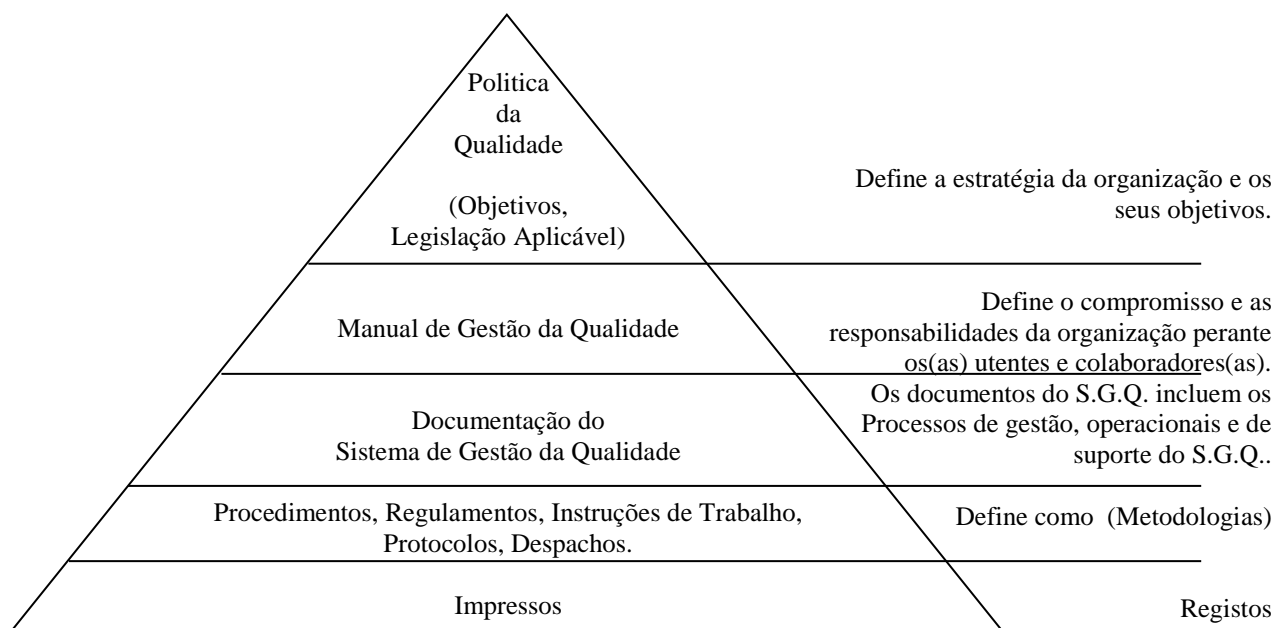 Politica
da
Qualidade
(Objetivos,
Legislação Aplicável)
Define a estratégia da organização e os
seus objetivos.
Manual de Gestão da Qualidade
Define o compromisso e as
responsabilidades da organização perante
os(as) utentes e colaboradores(as).
Documentação do
Sistema de Gestão da Qualidade
Os documentos do S.G.Q. incluem os
Processos de gestão, operacionais e de
suporte do S.G.Q..
Procedimentos, Regulamentos, Instruções de Trabalho,
Protocolos, Despachos.
Define como (Metodologias)
Impressos
Registos